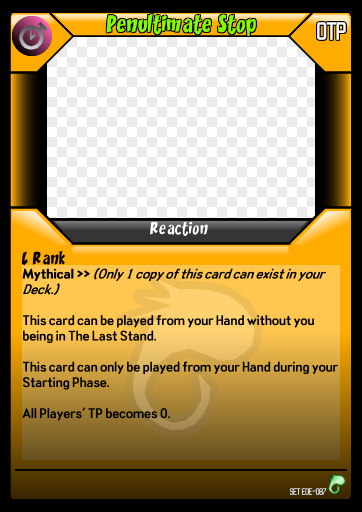 Penultimate Stop
0TP
Reaction
L Rank
Mythical >> (Only 1 copy of this card can exist in your
Deck.)
This card can be played from your Hand without you
being in The Last Stand.
This card can only be played from your Hand during your
Starting Phase.
All Players' TP becomes 0.
SET EOE-087